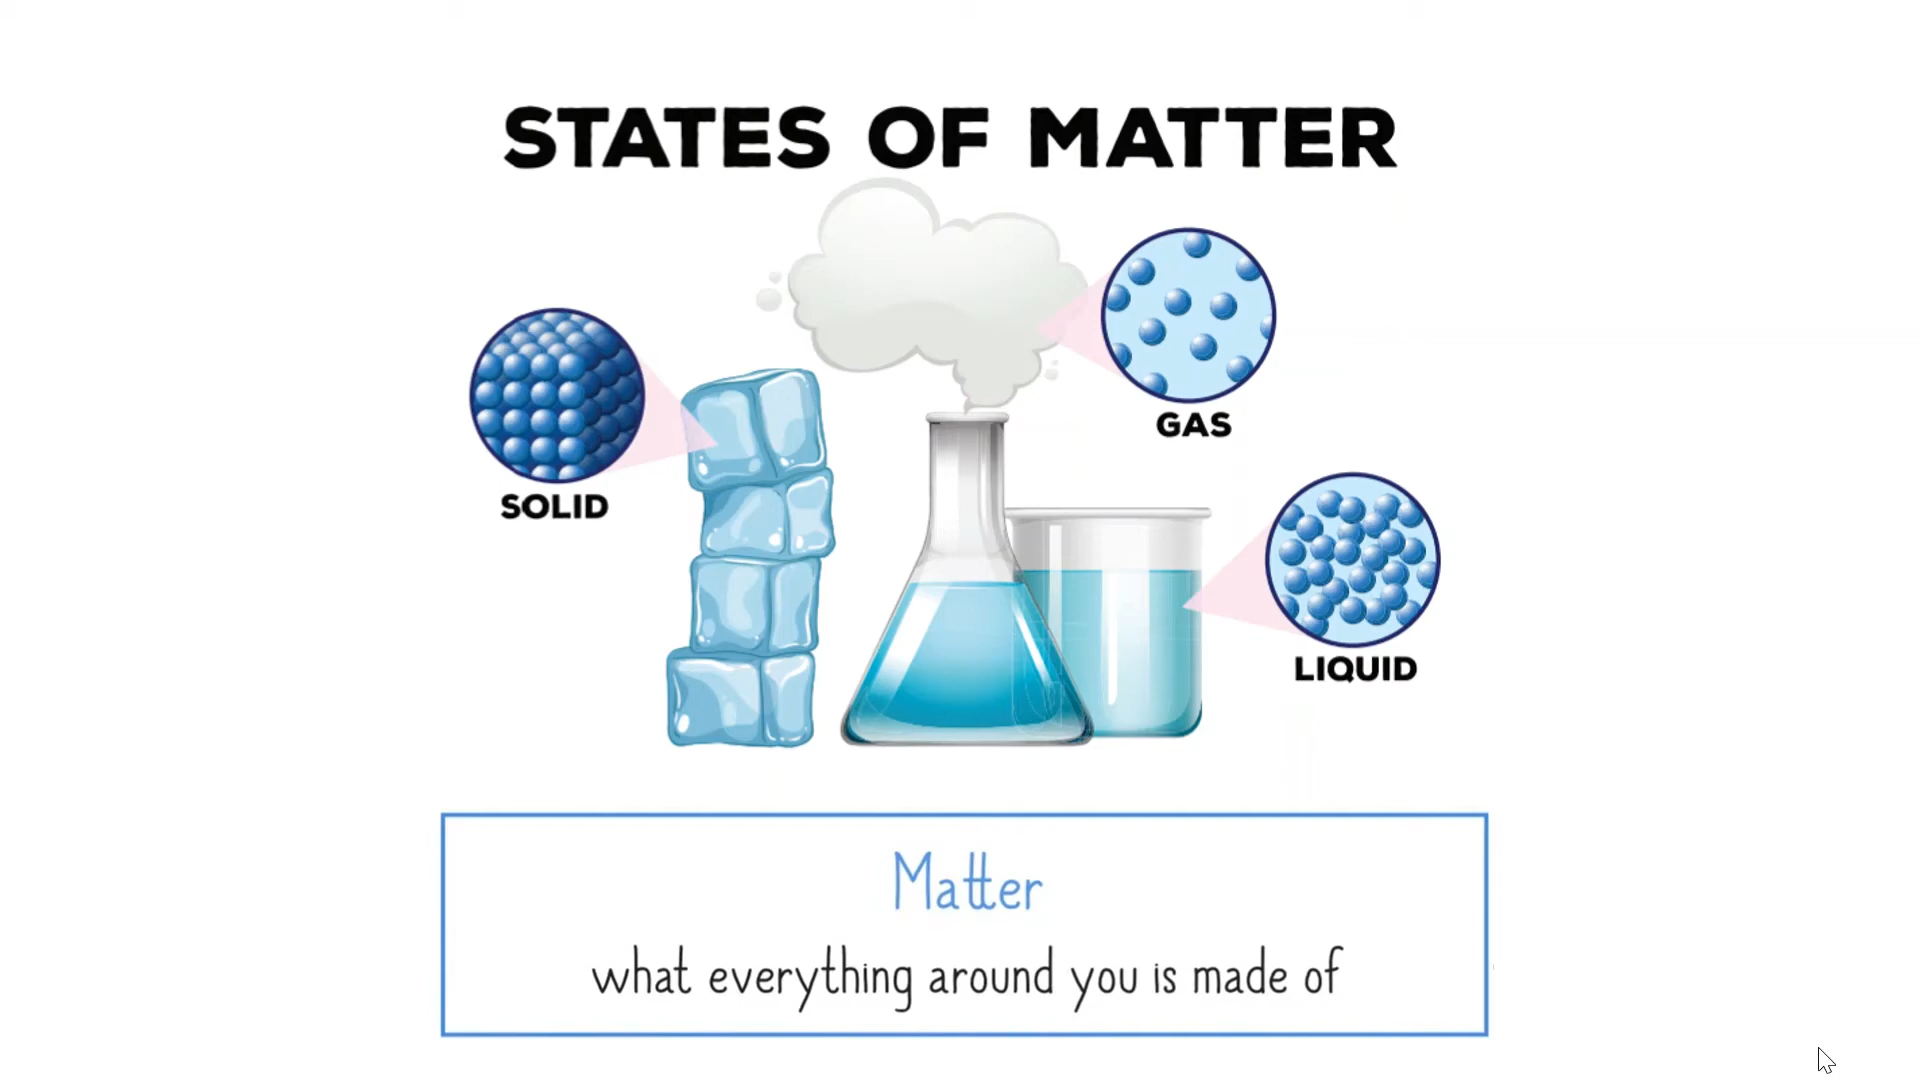 STATES OF MATTER
GAS
SOLID
LIQUID
Matter
what everything around you is made of